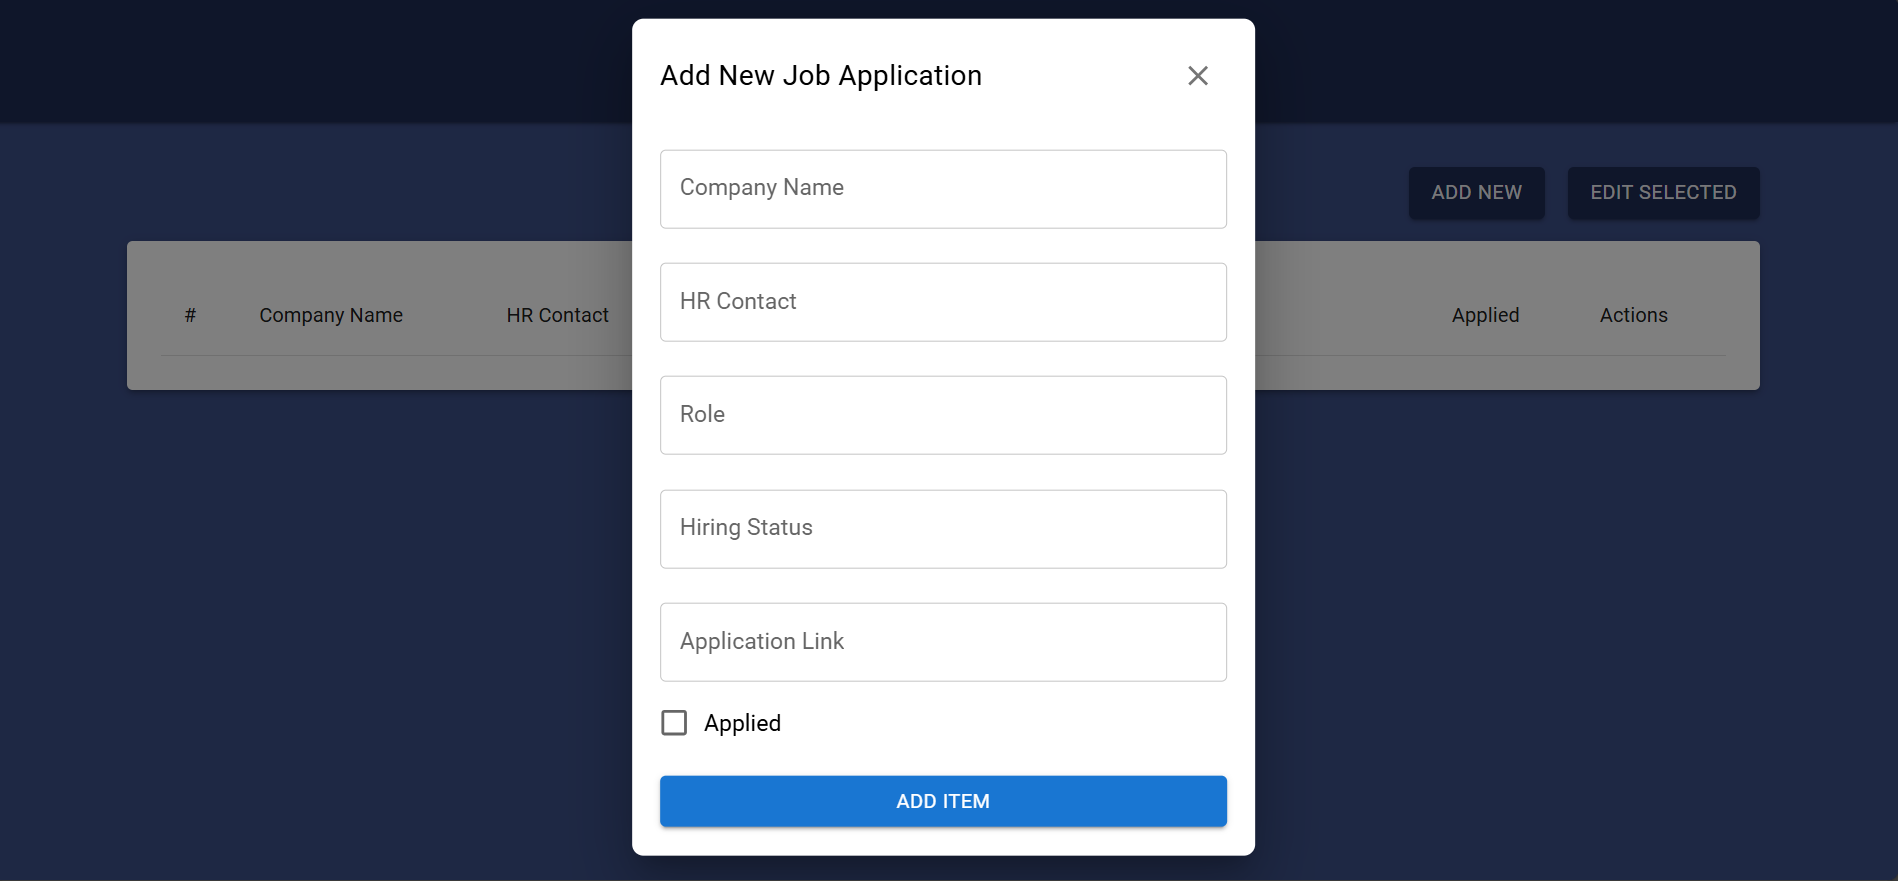 Add New Job Application
Company Name
HR Contact
Role
Hiring Status
Application Link
Applied
ADD ITEM
ADD NEW
EDIT SELECTED
# Company Name HR Contact Applied Actions